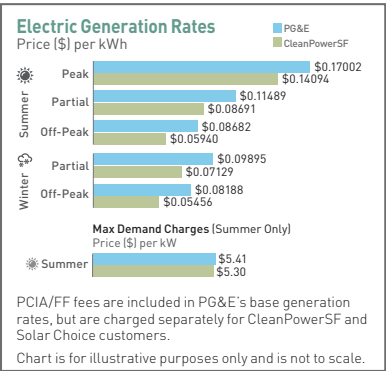 Electric Generation Rates
Price ($) per kWh
PG&E
CleanPowerSF
Summer
Peak
$0.17002
$0.14094
Partial
$0.11489
$0.08691
Off-Peak
$0.08682
$0.05940
Winter
Partial
$0.09895
$0.07129
Off-Peak
$0.08188
$0.05456
Max Demand Charges (Summer Only)
Price ($) per kW
Summer
$5.41
$5.30
PCIA/FF fees are included in PG&E's base generation
rates, but are charged separately for CleanPowerSF and
Solar Choice customers.
Chart is for illustrative purposes only and is not to scale.